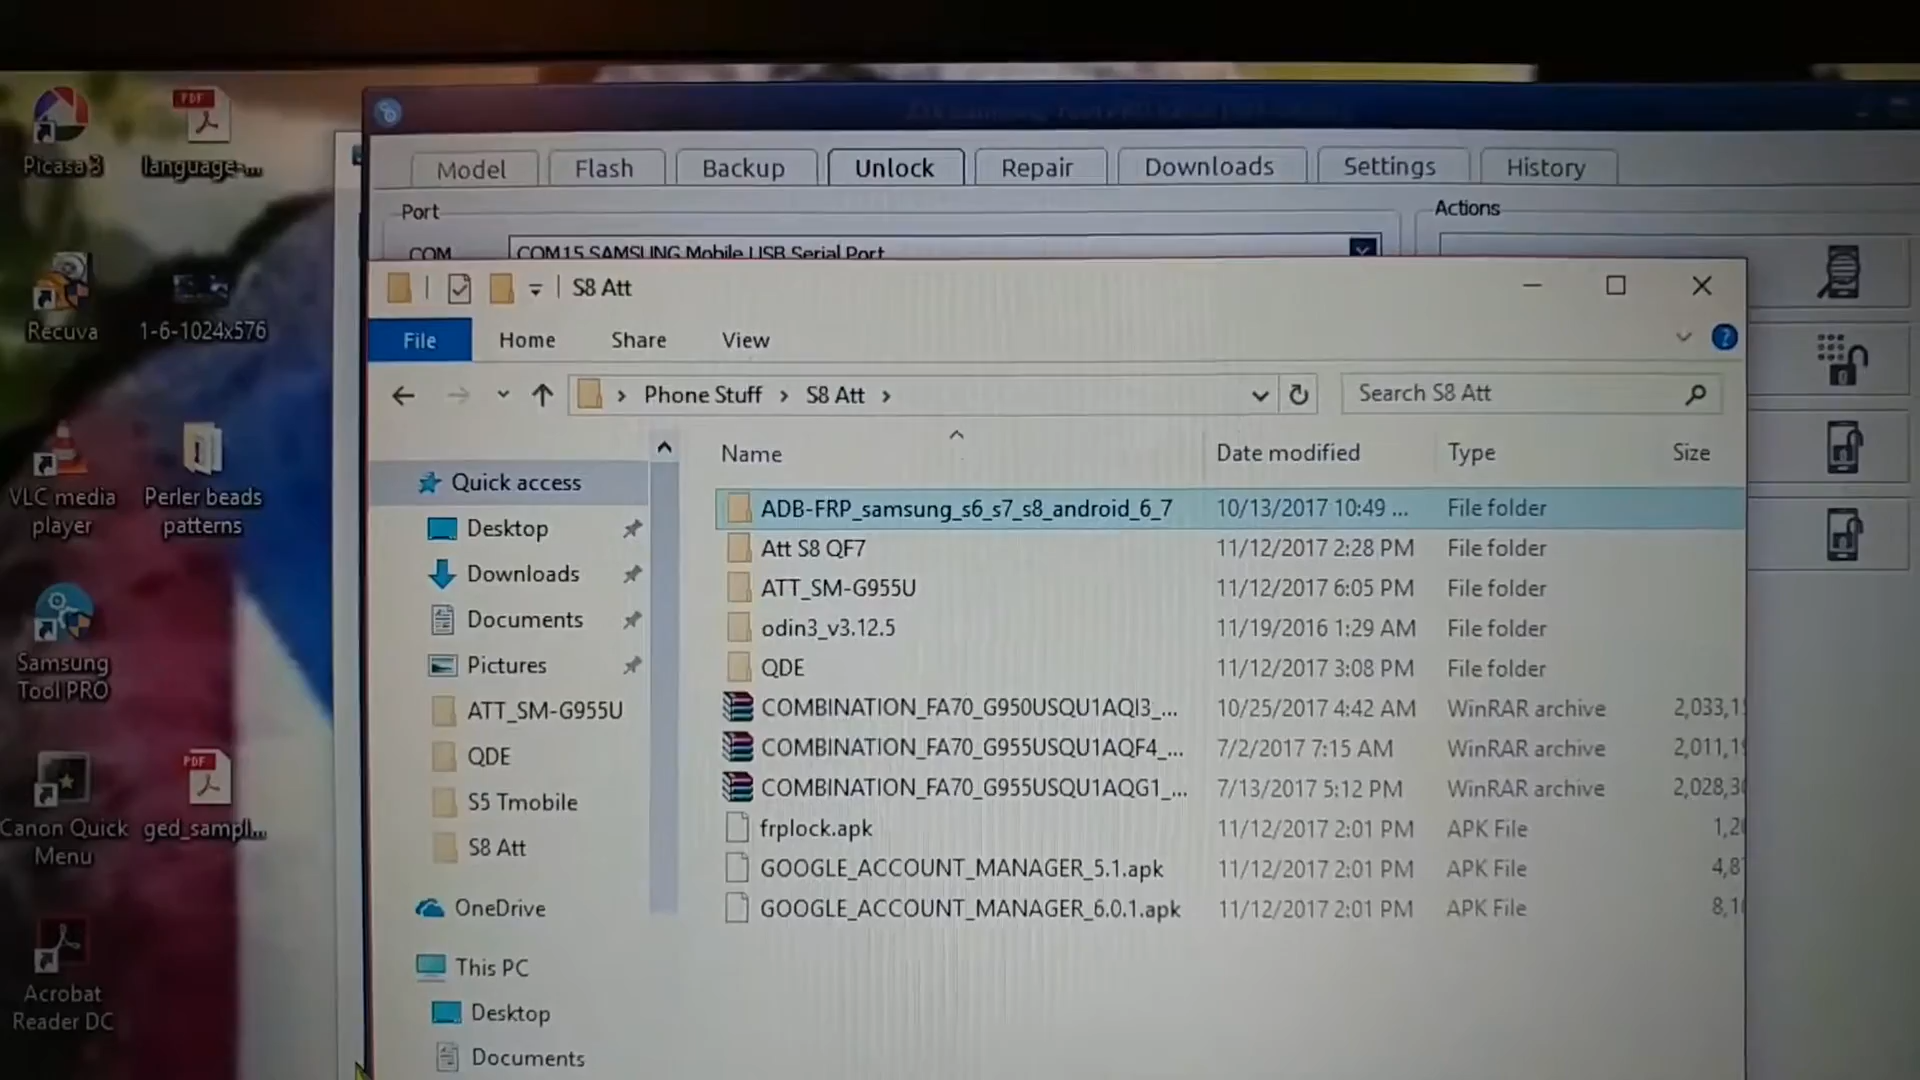 Picasa 3
language-...
Recuva
1-6-1024x576
VLC media
player
Perler beads
patterns
Samsung
Tool PRO
Canon Quick
Menu
ged_sampl...
Acrobat
Reader DC
Model
Flash
Backup
Unlock
Repair
Downloads
Settings
History
Port
Actions
COM
COM15 SAMSUNG Mobile USB Serial Port
S8 Att
File
Home
Share
View
Phone Stuff > S8 Att >
Search S8 Att
Quick access
Desktop
Downloads
Documents
Pictures
ATT_SM-G955U
QDE
S5 Tmobile
S8 Att
OneDrive
This PC
Desktop
Documents
Name Date modified Type Size
ADB-FRP_samsung_s6_s7_s8_android_6_7 10/13/2017 10:49 ... File folder
Att S8 QF7 11/12/2017 2:28 PM File folder
ATT_SM-G955U 11/12/2017 6:05 PM File folder
odin3_v3.12.5 11/19/2016 1:29 AM File folder
QDE 11/12/2017 3:08 PM File folder
COMBINATION_FA70_G950USQU1AQI3_... 10/25/2017 4:42 AM WinRAR archive 2,033,1
COMBINATION_FA70_G955USQU1AQF4_... 7/2/2017 7:15 AM WinRAR archive 2,011,1
COMBINATION_FA70_G955USQU1AQG1_... 7/13/2017 5:12 PM WinRAR archive 2,028,3
frplock.apk 11/12/2017 2:01 PM APK File 1,2
GOOGLE_ACCOUNT_MANAGER_5.1.apk 11/12/2017 2:01 PM APK File 4,8
GOOGLE_ACCOUNT_MANAGER_6.0.1.apk 11/12/2017 2:01 PM APK File 8,1